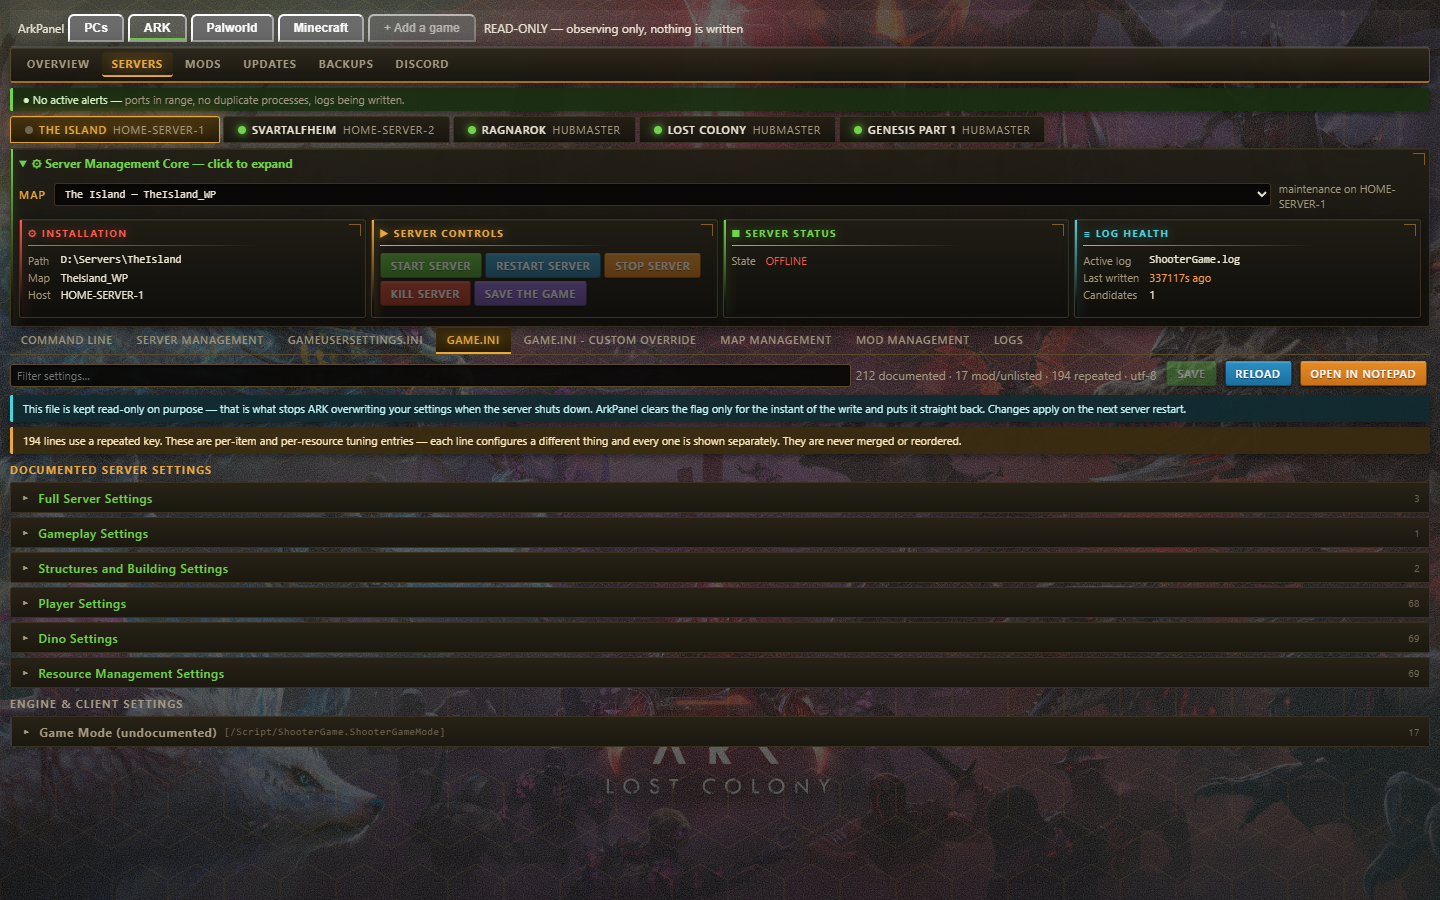 ArkPanel PCs ARK Palworld Minecraft + Add a game READ-ONLY — observing only, nothing is written
OVERVIEW SERVERS MODS UPDATES BACKUPS DISCORD
● No active alerts — ports in range, no duplicate processes, logs being written.
THE ISLAND HOME-SERVER-1 SVARTALFHEIM HOME-SERVER-2 RAGNAROK HUBMASTER LOST COLONY HUBMASTER GENESIS PART 1 HUBMASTER
▼ ⚙ Server Management Core — click to expand
MAP The Island — TheIsland_WP maintenance on HOME-
SERVER-1
⚙ INSTALLATION
Path D:\Servers\TheIsland
Map TheIsland_WP
Host HOME-SERVER-1
▶ SERVER CONTROLS
START SERVER RESTART SERVER STOP SERVER
KILL SERVER SAVE THE GAME
■ SERVER STATUS
State OFFLINE
≡ LOG HEALTH
Active log ShooterGame.log
Last written 337117s ago
Candidates 1
COMMAND LINE SERVER MANAGEMENT GAMEUSERSETTINGS.INI GAME.INI GAME.INI - CUSTOM OVERRIDE MAP MANAGEMENT MOD MANAGEMENT LOGS
Filter settings... 212 documented · 17 mod/unlisted · 194 repeated · utf-8 SAVE RELOAD OPEN IN NOTEPAD
This file is kept read-only on purpose — that is what stops ARK overwriting your settings when the server shuts down. ArkPanel clears the flag only for the instant of the write and puts it straight back. Changes apply on the next server restart.
194 lines use a repeated key. These are per-item and per-resource tuning entries — each line configures a different thing and every one is shown separately. They are never merged or reordered.
DOCUMENTED SERVER SETTINGS
► Full Server Settings 3
► Gameplay Settings 1
► Structures and Building Settings 2
► Player Settings 68
► Dino Settings 69
► Resource Management Settings 69
ENGINE & CLIENT SETTINGS
► Game Mode (undocumented) [/Script/ShooterGame.ShooterGameMode] 17
ARK
LOST COLONY